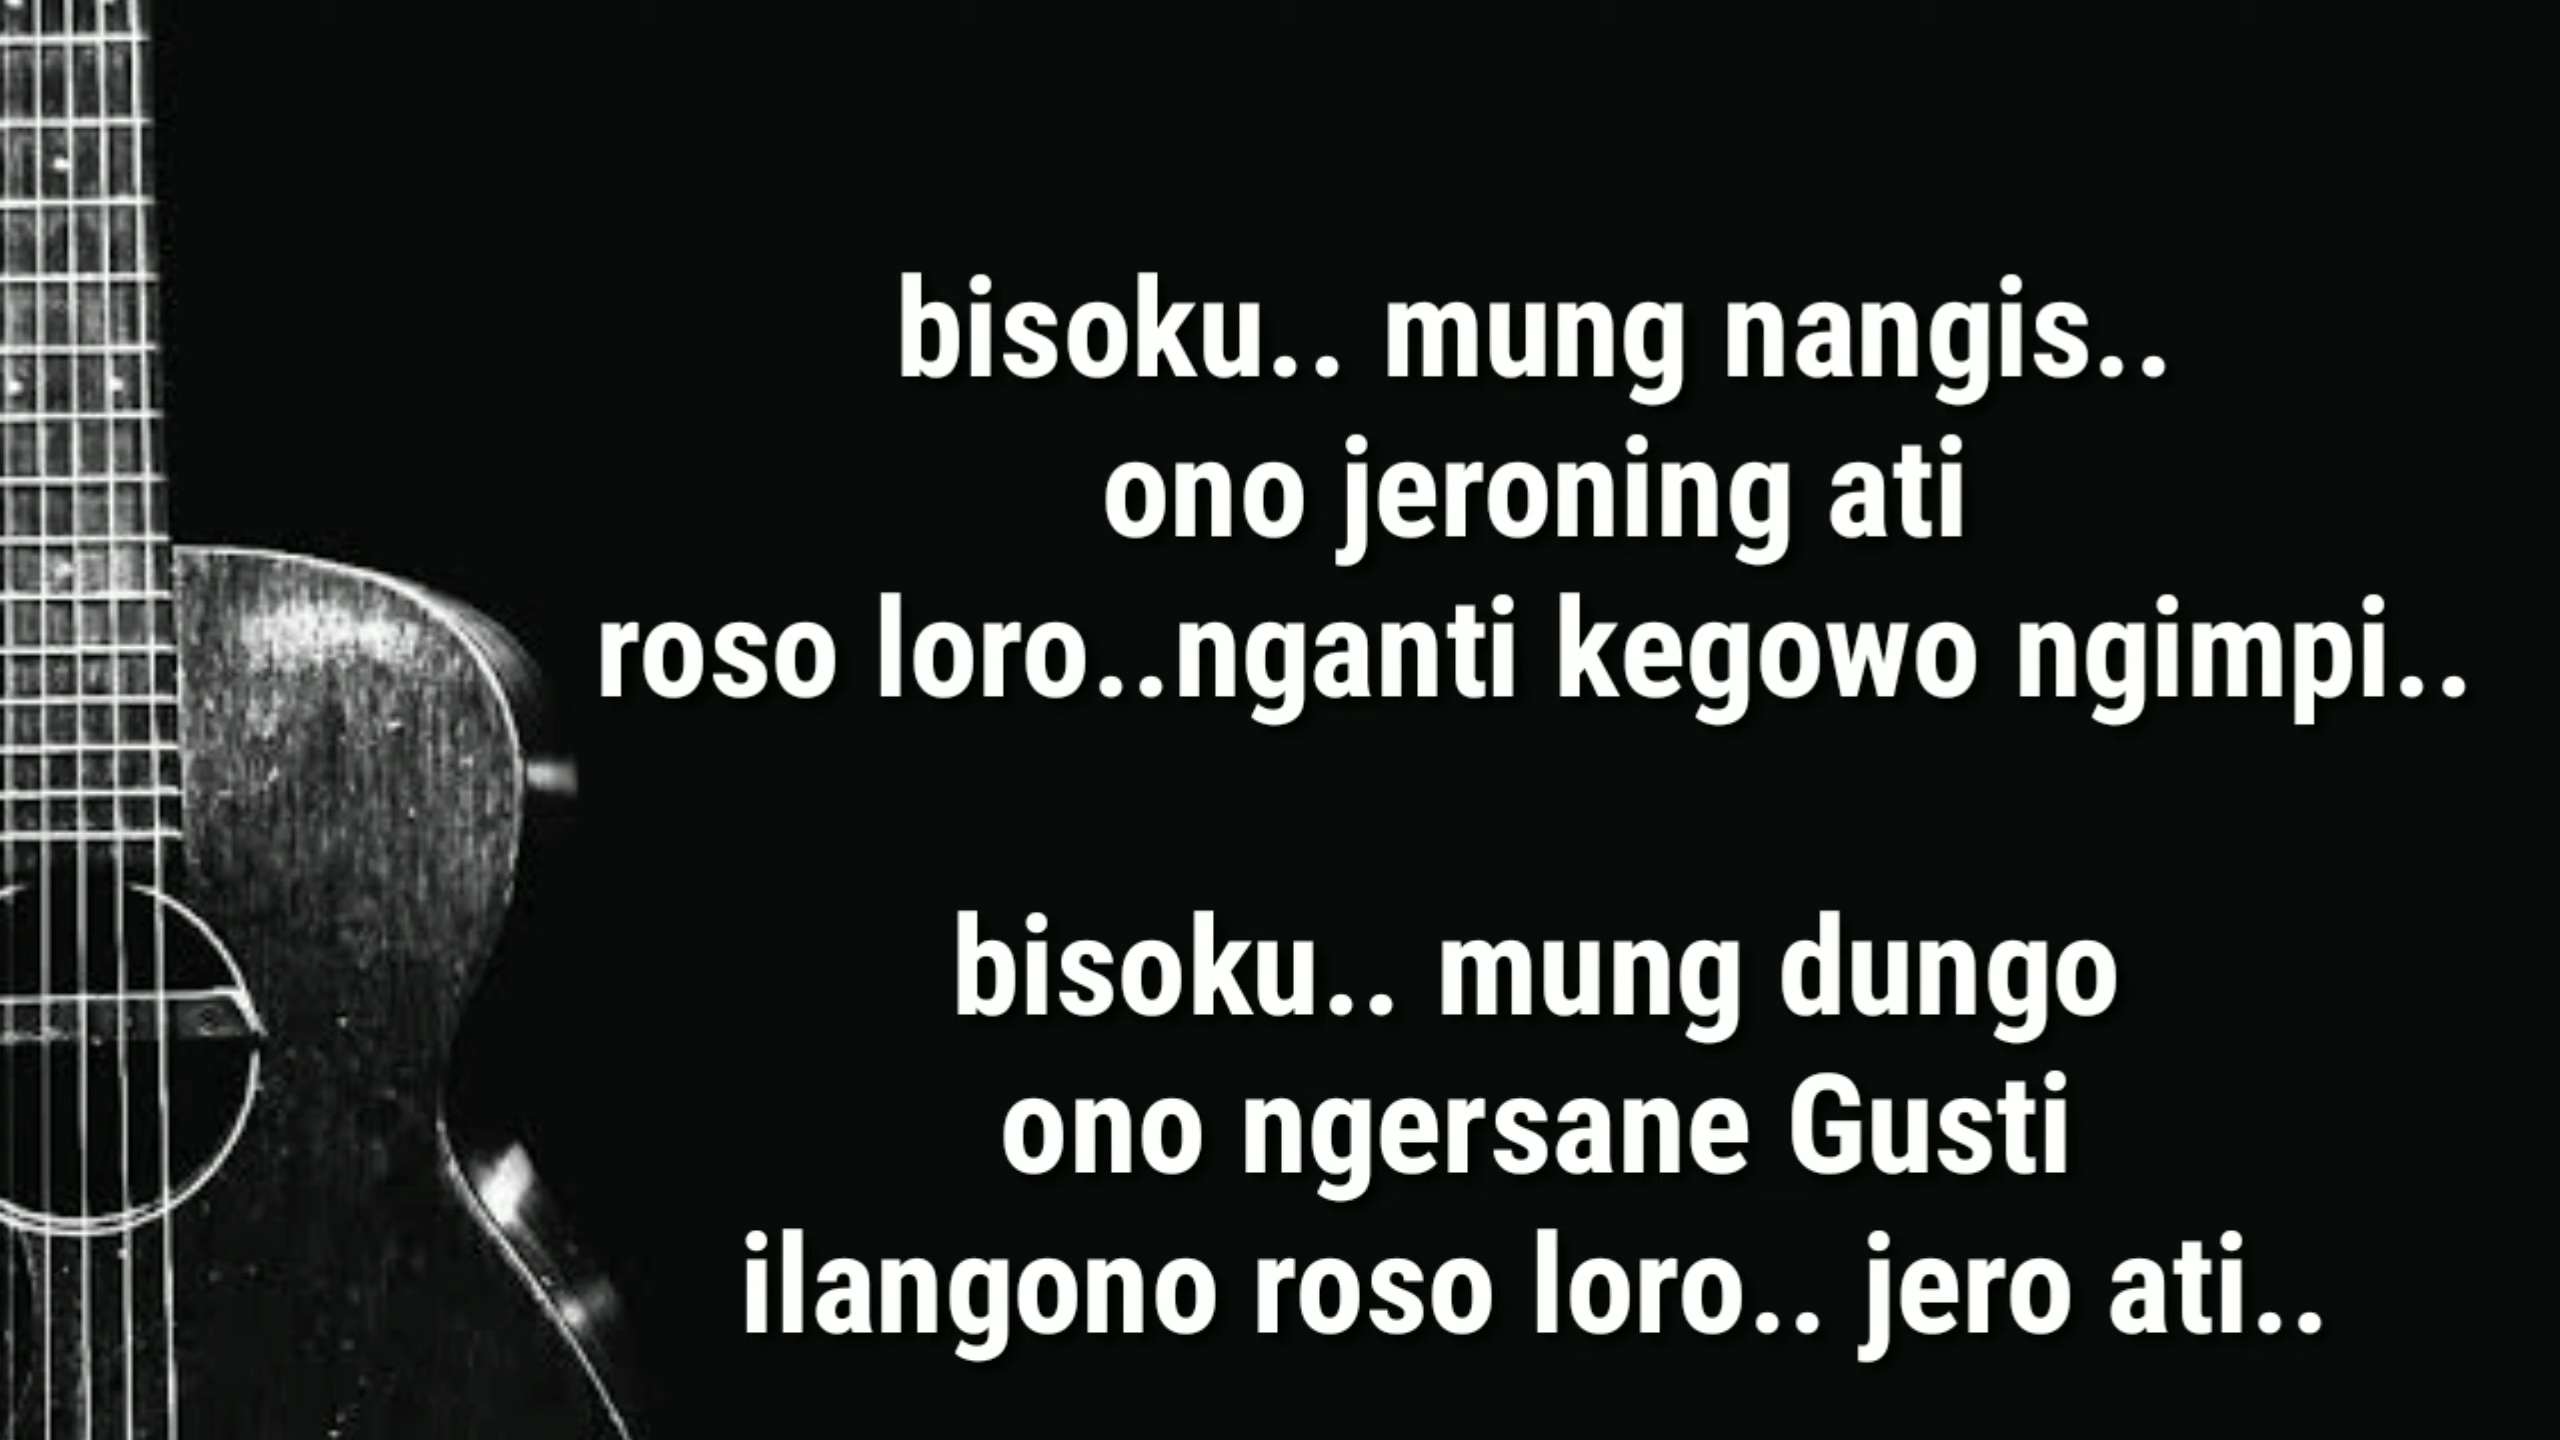 bisoku.. mung nangis..
ono jeroning ati
roso loro..nganti kegowo ngimpi..
bisoku.. mung dungo
ono ngersane Gusti
ilangono roso loro.. jero ati..